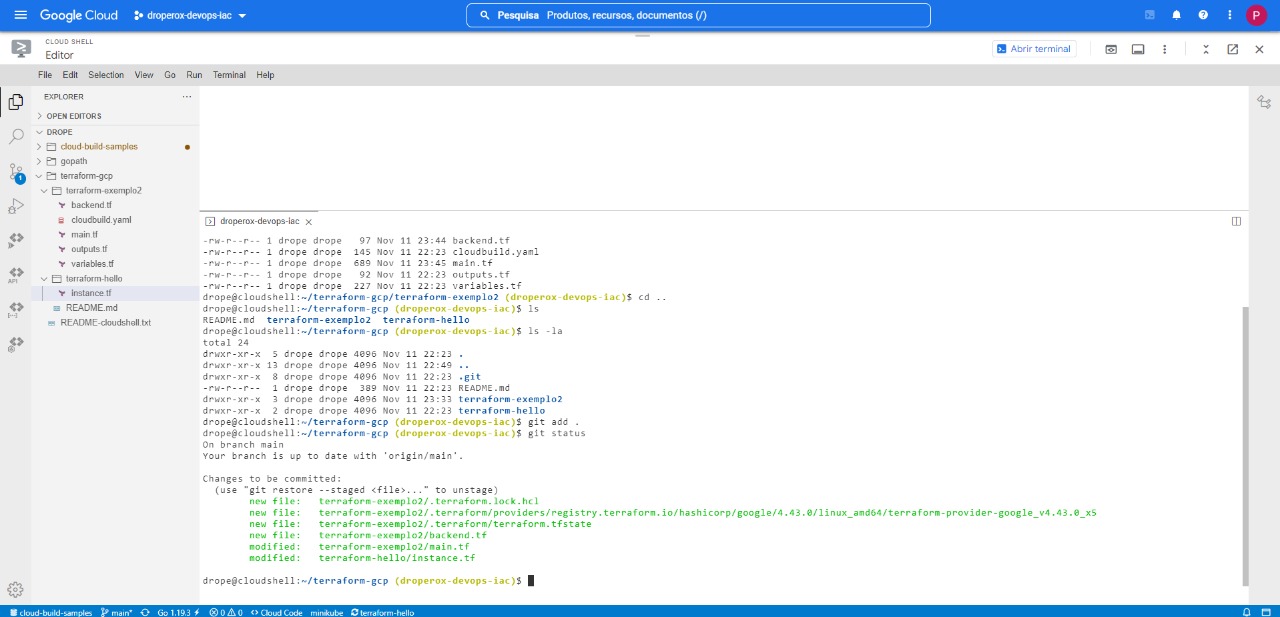 Google Cloud
droperox-devops-iac
Pesquisa Produtos, recursos, documentos (/)
P
CLOUD SHELL
Editor
Abrir terminal
File Edit Selection View Go Run Terminal Help
EXPLORER
OPEN EDITORS
DROPE
cloud-build-samples
gopath
terraform-gcp
terraform-exemplo2
backend.tf
cloudbuild.yaml
main.tf
outputs.tf
variables.tf
terraform-hello
instance.tf
README.md
README-cloudshell.txt
1
API
droperox-devops-iac
-rw-r--r-- 1 drope drope 97 Nov 11 23:44 backend.tf
-rw-r--r-- 1 drope drope 145 Nov 11 22:23 cloudbuild.yaml
-rw-r--r-- 1 drope drope 689 Nov 11 23:45 main.tf
-rw-r--r-- 1 drope drope 92 Nov 11 22:23 outputs.tf
-rw-r--r-- 1 drope drope 227 Nov 11 22:23 variables.tf
drope@cloudshell:~/terraform-gcp/terraform-exemplo2 (droperox-devops-iac)$ cd ..
drope@cloudshell:~/terraform-gcp (droperox-devops-iac)$ ls
README.md terraform-exemplo2 terraform-hello
drope@cloudshell:~/terraform-gcp (droperox-devops-iac)$ ls -la
total 24
drwxr-xr-x 5 drope drope 4096 Nov 11 22:23 .
drwxr-xr-x 13 drope drope 4096 Nov 11 22:49 ..
drwxr-xr-x 8 drope drope 4096 Nov 11 22:23 .git
-rw-r--r-- 1 drope drope 389 Nov 11 22:23 README.md
drwxr-xr-x 3 drope drope 4096 Nov 11 23:33 terraform-exemplo2
drwxr-xr-x 2 drope drope 4096 Nov 11 22:23 terraform-hello
drope@cloudshell:~/terraform-gcp (droperox-devops-iac)$ git add .
drope@cloudshell:~/terraform-gcp (droperox-devops-iac)$ git status
On branch main
Your branch is up to date with 'origin/main'.
Changes to be committed:
(use "git restore --staged <file>..." to unstage)
new file: terraform-exemplo2/.terraform.lock.hcl
new file: terraform-exemplo2/.terraform/providers/registry.terraform.io/hashicorp/google/4.43.0/linux_amd64/terraform-provider-google_v4.43.0_x5
new file: terraform-exemplo2/.terraform/terraform.tfstate
new file: terraform-exemplo2/backend.tf
modified: terraform-exemplo2/main.tf
modified: terraform-hello/instance.tf
drope@cloudshell:~/terraform-gcp (droperox-devops-iac)$
cloud-build-samples main* Go 1.19.3 0 0 Cloud Code minikube terraform-hello